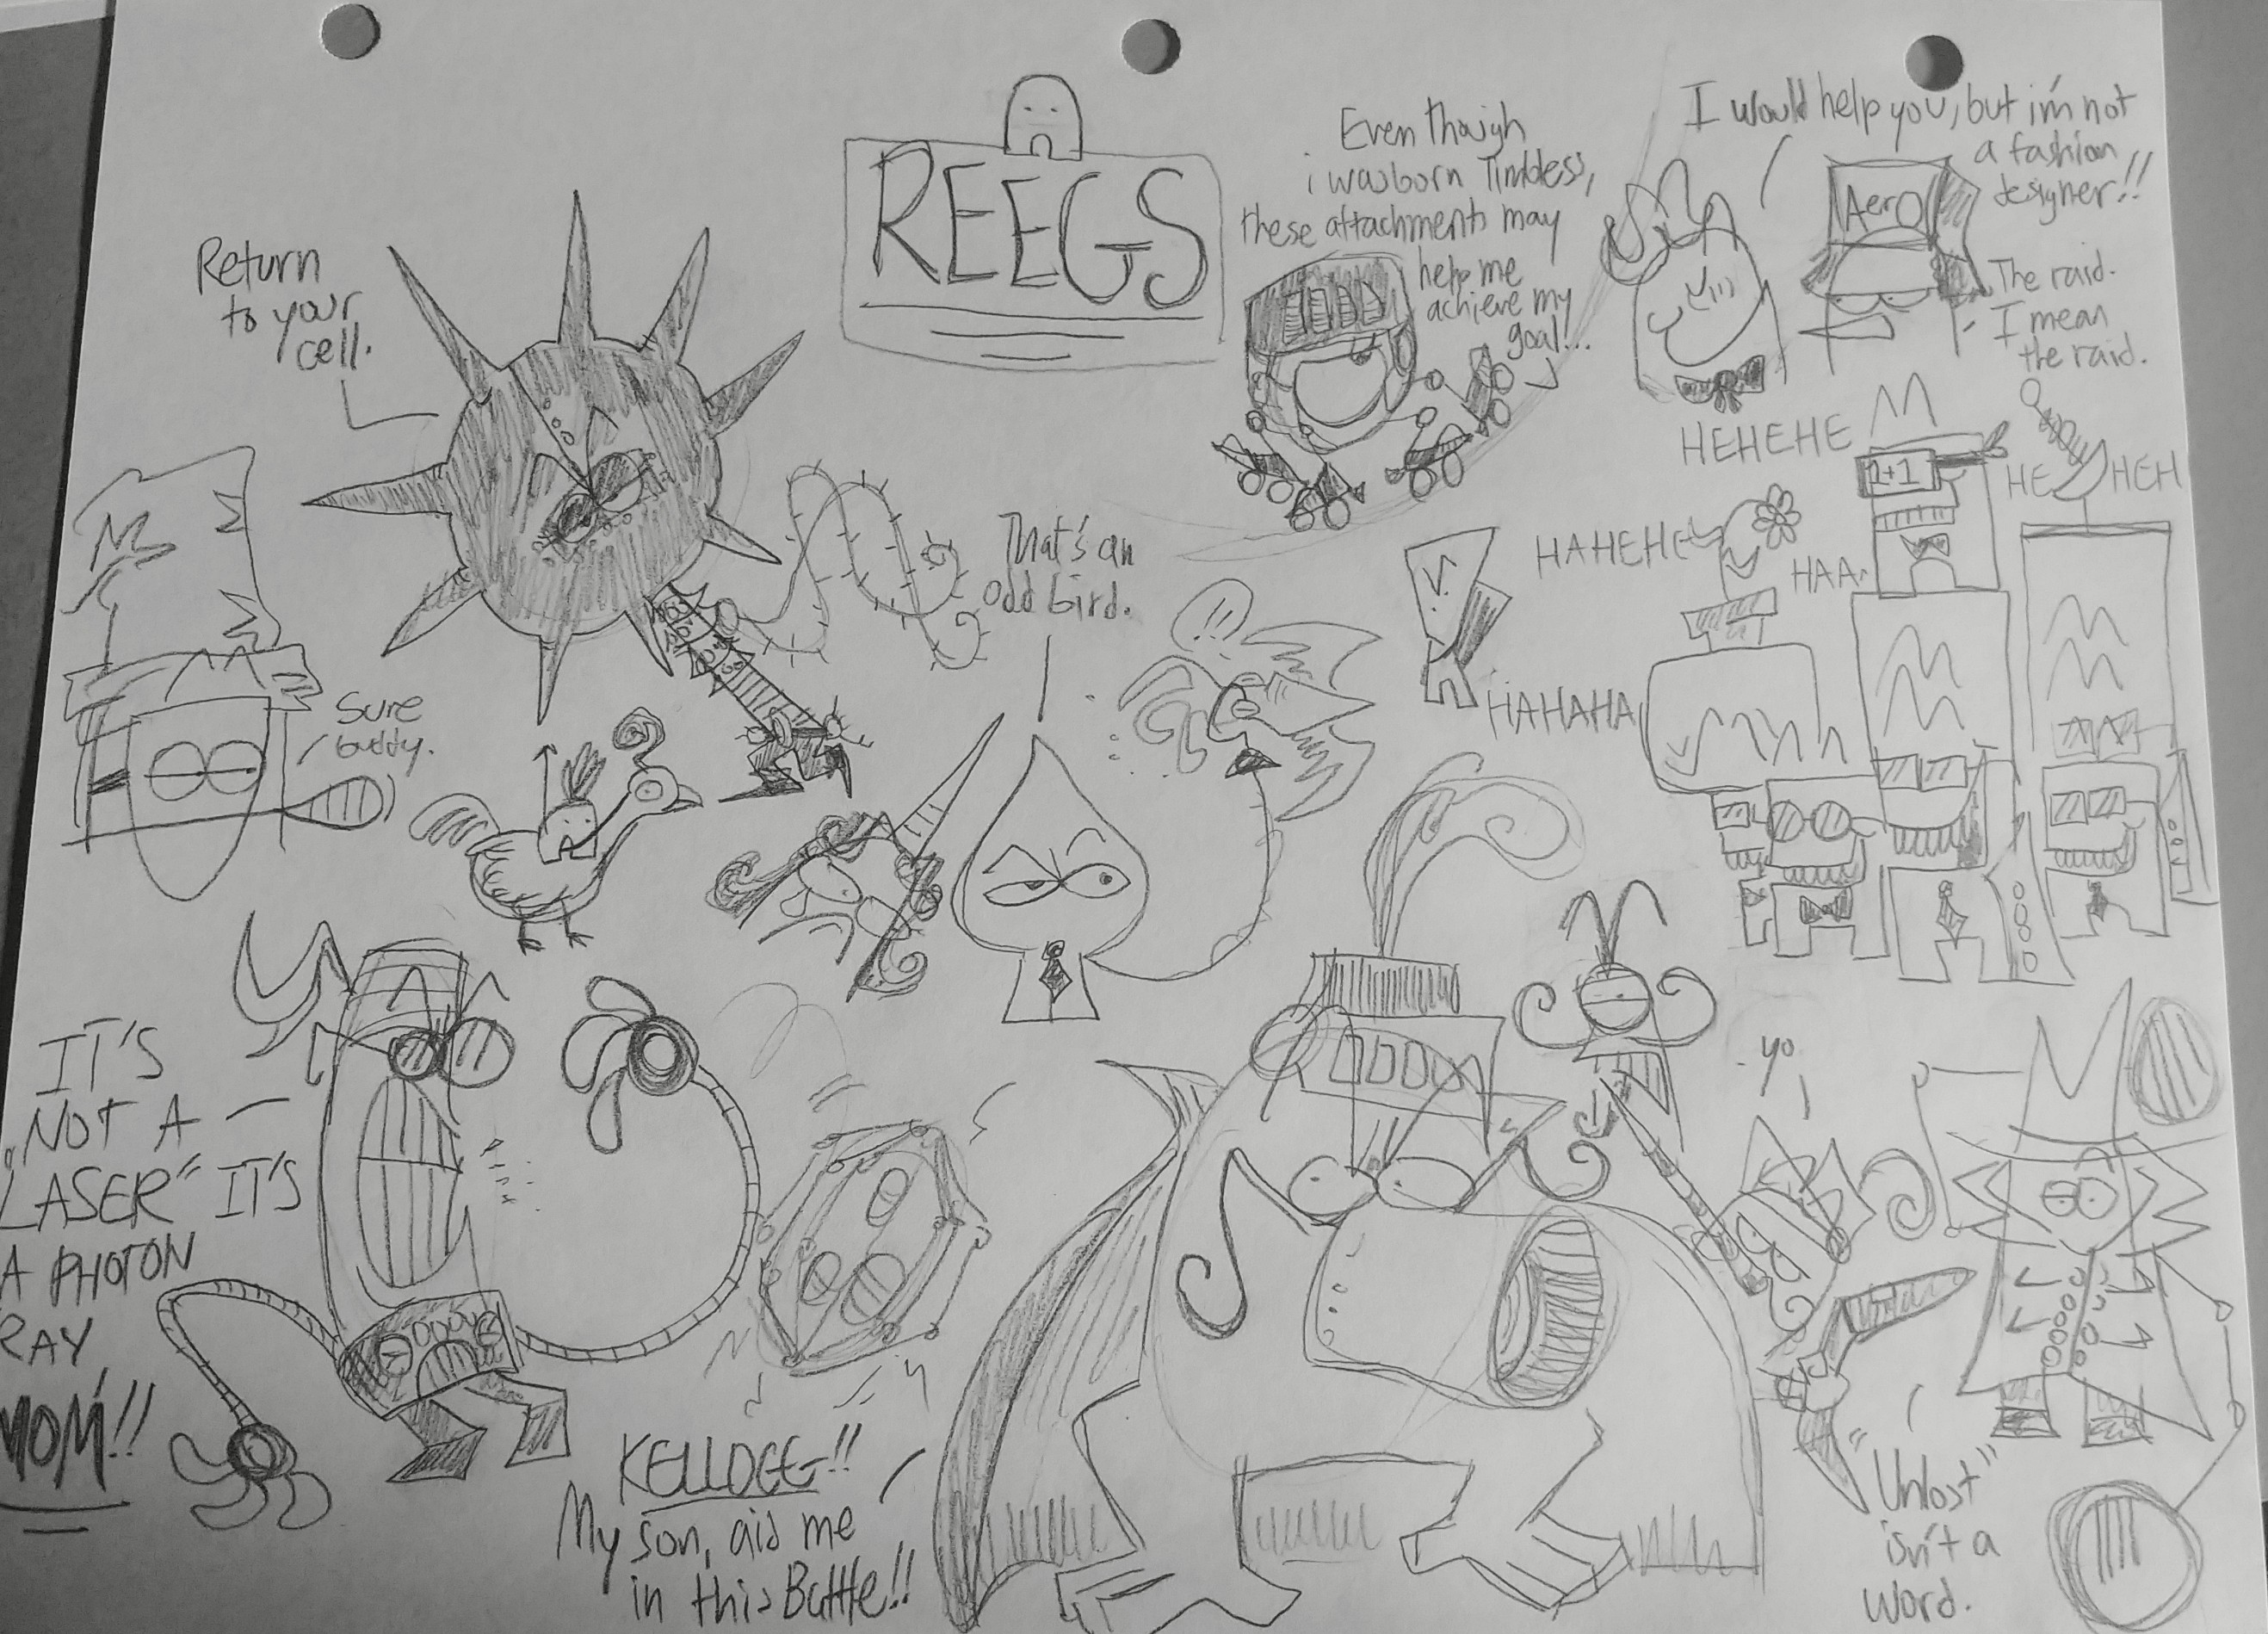 REEGS
Return
to your
cell.
Even though
i was born limbless,
these attachments may
help me
achieve my
goal!...
I would help you, but i'm not
a fashion
designer!!
Aero
The raid.
I mean
the raid.
HEHEHE
1+1
HE HEH
HAHEHE
HAA
HAHAHA
That's an
odd bird.
Sure
buddy.
IT'S
NOT A
"LASER" IT'S
A PHOTON
RAY
MOM!!
yo
KELLOGG-!!
My son, aid me
in this Battle!!
"Unlost"
isn't a
word.